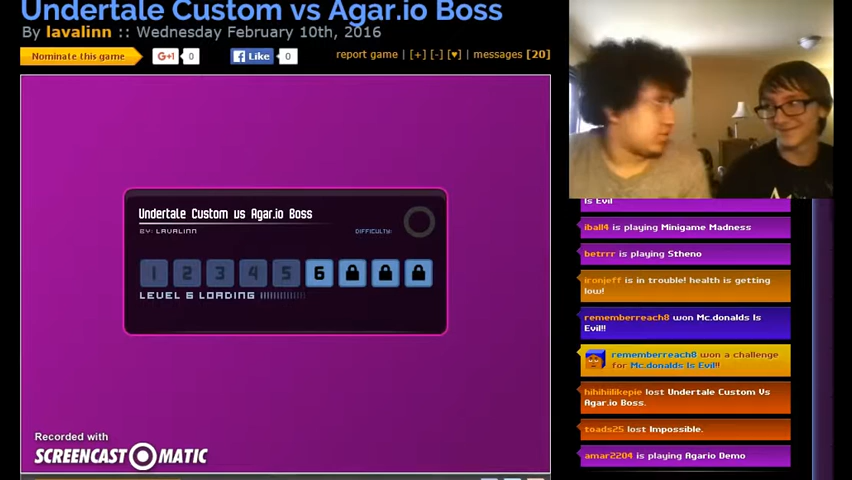 Undertale Custom vs Agar.io Boss
By lavalinn :: Wednesday February 10th, 2016
Nominate this game
G+1 0
Like 0
report game | [+] [-] [♥] | messages [20]
Undertale Custom vs Agar.io Boss
BY: LAVALINN
DIFFICULTY:
1 2 3 4 5 6
LEVEL 6 LOADING
Recorded with
SCREENCAST-O-MATIC
Is Evil
iball4 is playing Minigame Madness
betrrr is playing Stheno
ironjeff is in trouble! health is getting
low!
rememberreach8 won Mc.donalds Is
Evil!!
rememberreach8 won a challenge
for Mc.donalds Is Evil!!
hihibiilikepie lost Undertale Custom Vs
Agar.io Boss.
toads25 lost Impossible.
amar2204 is playing Agario Demo